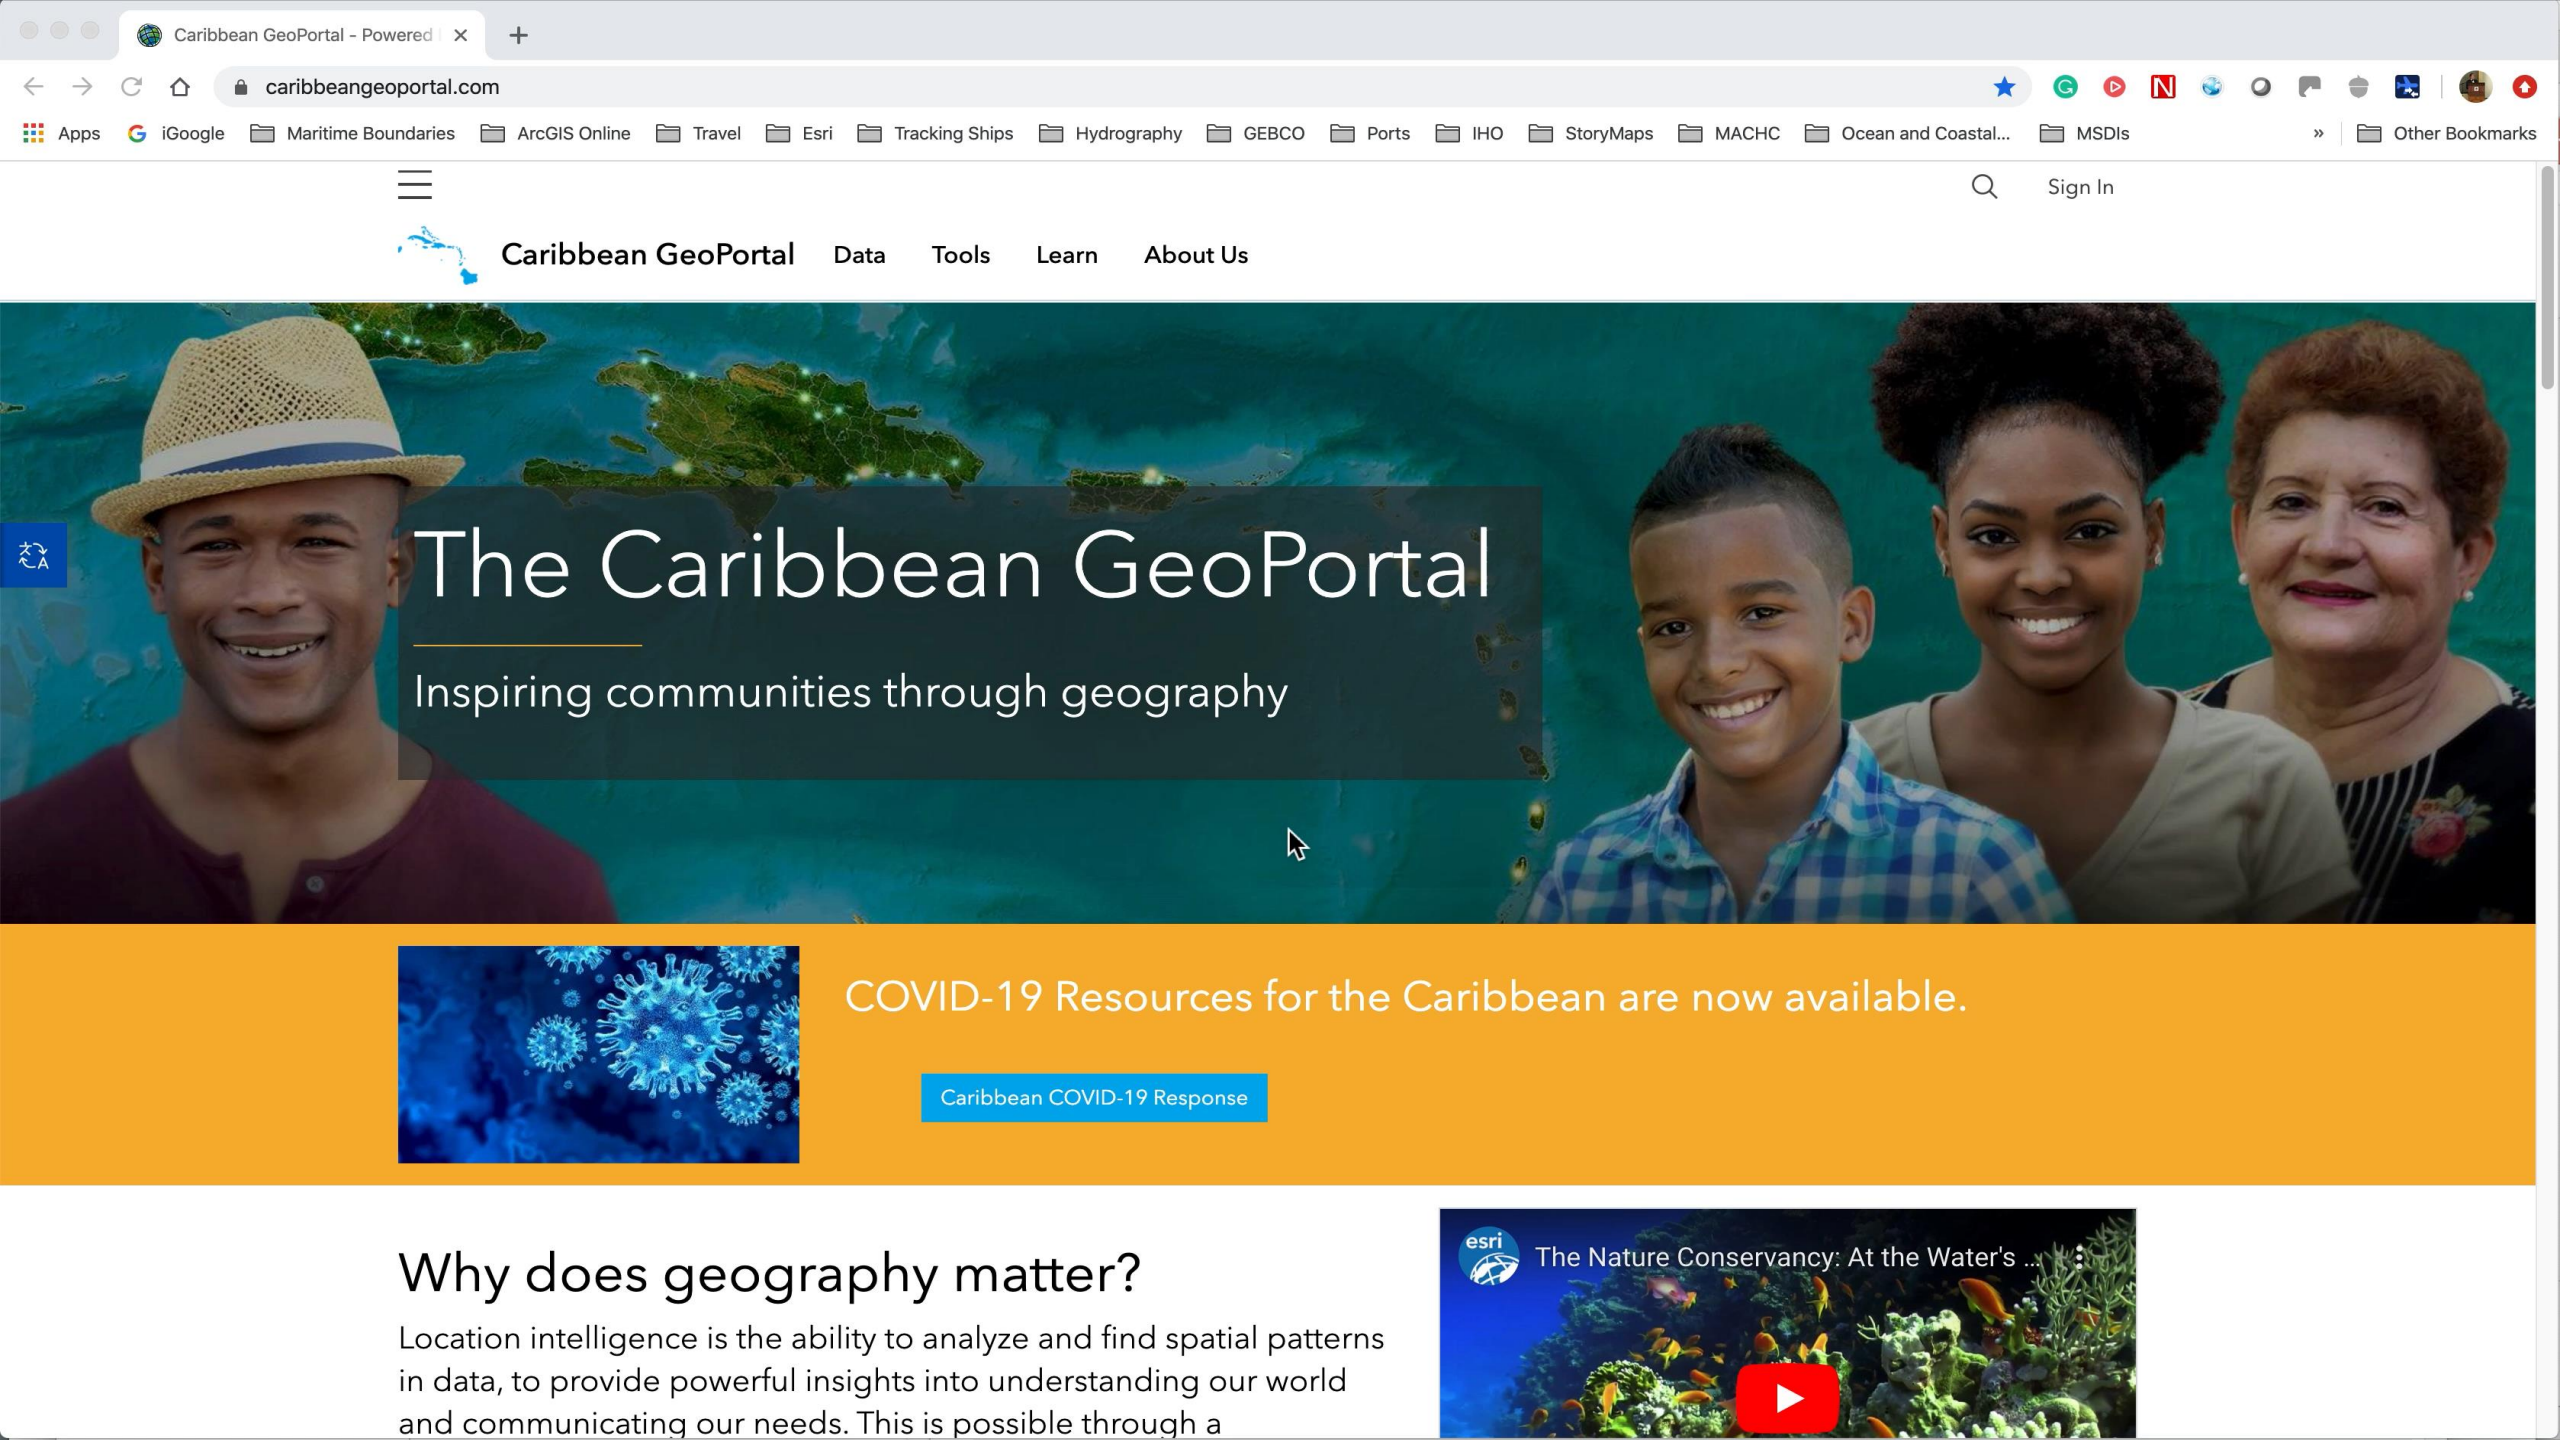 Caribbean GeoPortal - Powered
caribbeangeoportal.com
Apps iGoogle Maritime Boundaries ArcGIS Online Travel Esri Tracking Ships Hydrography GEBCO Ports IHO StoryMaps MACHC Ocean and Coastal... MSDIs » Other Bookmarks
Sign In
Caribbean GeoPortal Data Tools Learn About Us
The Caribbean GeoPortal
Inspiring communities through geography
COVID-19 Resources for the Caribbean are now available.
Caribbean COVID-19 Response
Why does geography matter?
Location intelligence is the ability to analyze and find spatial patterns
in data, to provide powerful insights into understanding our world
and communicating our needs. This is possible through a
esri
The Nature Conservancy: At the Water's ...